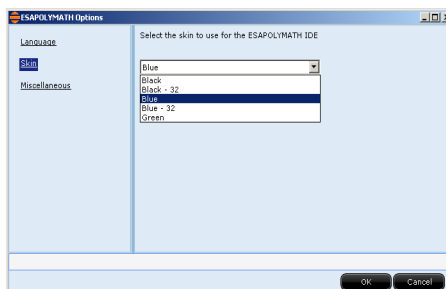 ESAPOLYMATH Options
Language
Skin
Miscellaneous
Select the skin to use for the ESAPOLYMATH IDE
Blue
Black
Black - 32
Blue
Blue - 32
Green
OK
Cancel